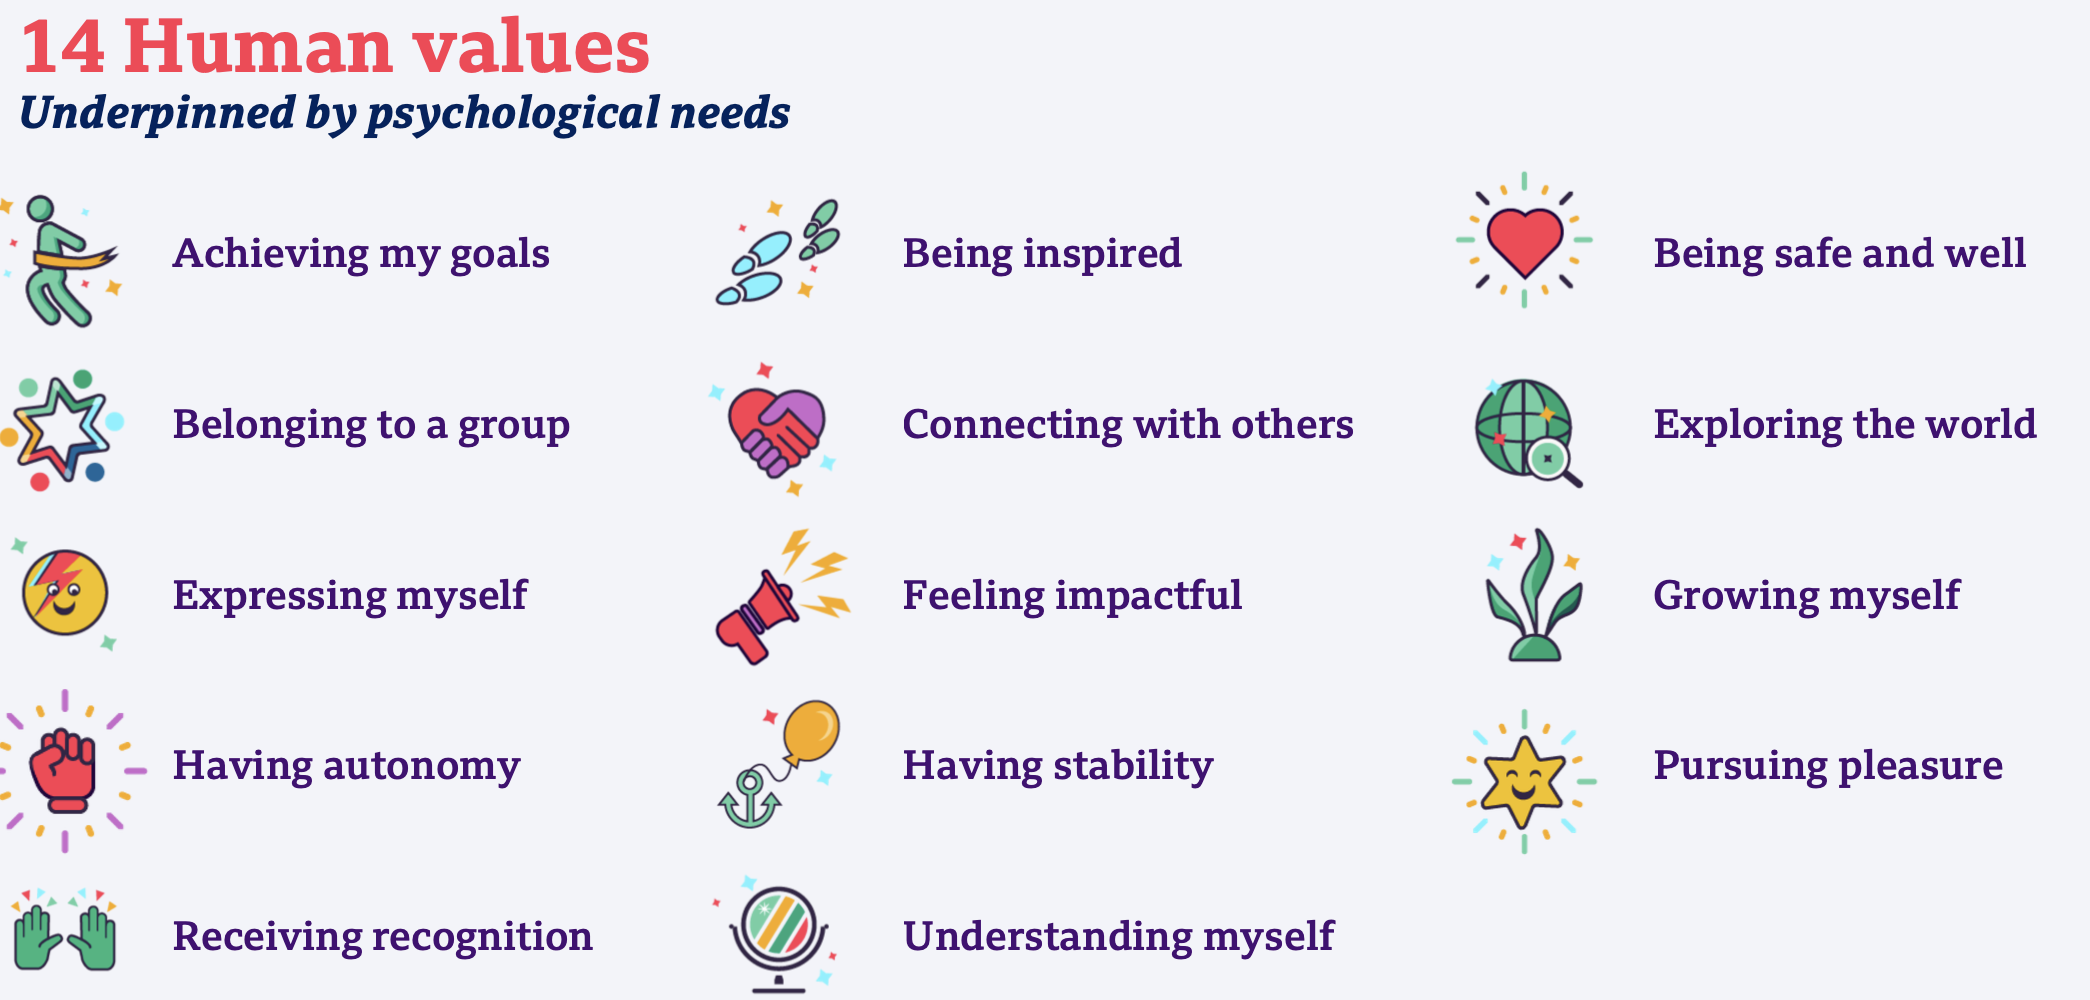 14 Human values
Underpinned by psychological needs
Achieving my goals
Being inspired
Being safe and well
Belonging to a group
Connecting with others
Exploring the world
Expressing myself
Feeling impactful
Growing myself
Having autonomy
Having stability
Pursuing pleasure
Receiving recognition
Understanding myself